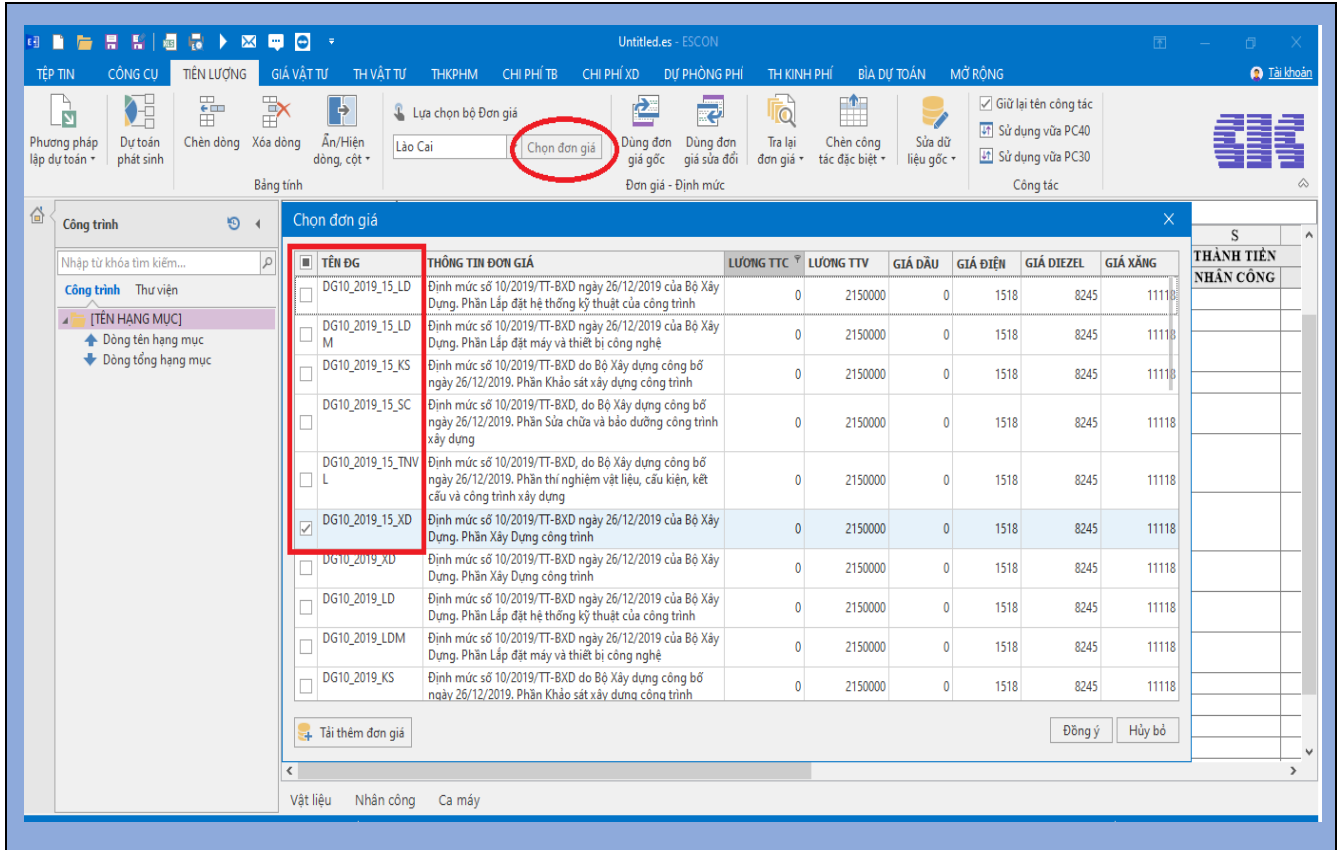 Untitled.es - ESCON
TỆP TIN CÔNG CỤ TIÊN LƯỢNG GIÁ VẬT TƯ TH VẬT TƯ THKPHM CHI PHÍ TB CHI PHÍ XD DỰ PHÒNG PHÍ TH KINH PHÍ BÌA DỰ TOÁN MỞ RỘNG Tài khoản
Phương pháp lập dự toán
Dự toán phát sinh
Chèn dòng
Xóa dòng
Ẩn/Hiện dòng, cột
Bảng tính
Lựa chọn bộ Đơn giá
Lào Cai
Chọn đơn giá
Dùng đơn giá gốc
Dùng đơn giá sửa đổi
Tra lại đơn giá
Chèn công tác đặc biệt
Sửa dữ liệu gốc
Đơn giá - Định mức
Giữ lại tên công tác
Sử dụng vữa PC40
Sử dụng vữa PC30
Công tác
CIC
Công trình
Nhập từ khóa tìm kiếm...
Công trình Thư viện
[TÊN HẠNG MỤC]
Dòng tên hạng mục
Dòng tổng hạng mục
S
THÀNH TIỀN
NHÂN CÔNG
Chọn đơn giá
TÊN ĐG THÔNG TIN ĐƠN GIÁ LƯƠNG TTC LƯƠNG TTV GIÁ DẦU GIÁ ĐIỆN GIÁ DIEZEL GIÁ XĂNG
DG10_2019_15_LD Định mức số 10/2019/TT-BXD ngày 26/12/2019 của Bộ Xây
Dựng. Phần Lắp đặt hệ thống kỹ thuật của công trình 0 2150000 0 1518 8245 11118
DG10_2019_15_LD Định mức số 10/2019/TT-BXD ngày 26/12/2019 của Bộ Xây
M Dựng. Phần Lắp đặt máy và thiết bị công nghệ 0 2150000 0 1518 8245 11118
DG10_2019_15_KS Định mức số 10/2019/TT-BXD do Bộ Xây dựng công bố
ngày 26/12/2019. Phần Khảo sát xây dựng công trình 0 2150000 0 1518 8245 11118
DG10_2019_15_SC Định mức số 10/2019/TT-BXD, do Bộ Xây dựng công bố
ngày 26/12/2019. Phần Sửa chữa và bảo dưỡng công trình 0 2150000 0 1518 8245 11118
xây dựng
DG10_2019_15_TNV Định mức số 10/2019/TT-BXD, do Bộ Xây dựng công bố
L ngày 26/12/2019. Phần thí nghiệm vật liệu, cấu kiện, kết 0 2150000 0 1518 8245 11118
cấu và công trình xây dựng
DG10_2019_15_XD Định mức số 10/2019/TT-BXD ngày 26/12/2019 của Bộ Xây
Dựng. Phần Xây Dựng công trình 0 2150000 0 1518 8245 11118
DG10_2019_XD Định mức số 10/2019/TT-BXD ngày 26/12/2019 của Bộ Xây
Dựng. Phần Xây Dựng công trình 0 2150000 0 1518 8245 11118
DG10_2019_LD Định mức số 10/2019/TT-BXD ngày 26/12/2019 của Bộ Xây
Dựng. Phần Lắp đặt hệ thống kỹ thuật của công trình 0 2150000 0 1518 8245 11118
DG10_2019_LDM Định mức số 10/2019/TT-BXD ngày 26/12/2019 của Bộ Xây
Dựng. Phần Lắp đặt máy và thiết bị công nghệ 0 2150000 0 1518 8245 11118
DG10_2019_KS Định mức số 10/2019/TT-BXD do Bộ Xây dựng công bố
ngày 26/12/2019. Phần Khảo sát xây dựng công trình 0 2150000 0 1518 8245 11118
Tải thêm đơn giá Đồng ý Hủy bỏ
Vật liệu Nhân công Ca máy